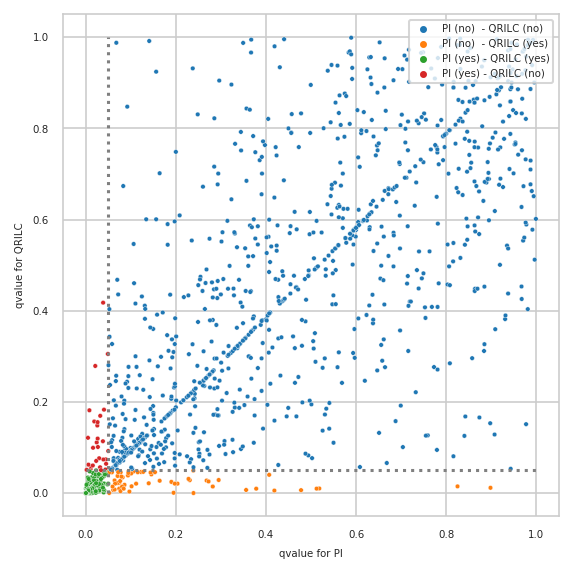 PI (no)  - QRILC (no)
PI (no)  - QRILC (yes)
PI (yes) - QRILC (yes)
PI (yes) - QRILC (no)
1.0
0.8
0.6
0.4
0.2
0.0
qvalue for QRILC
0.0 0.2 0.4 0.6 0.8 1.0
qvalue for PI